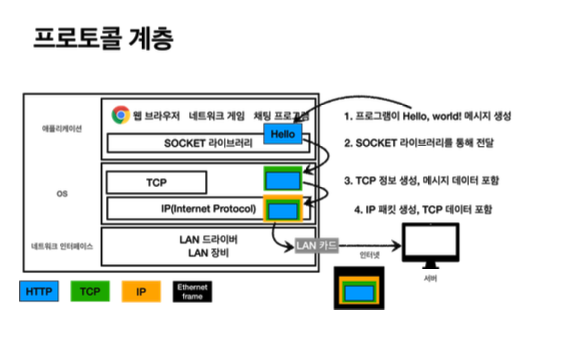 프로토콜 계층
애플리케이션
웹 브라우저 네트워크 게임 채팅 프로그램
Hello
SOCKET 라이브러리
1. 프로그램이 Hello, world! 메시지 생성
2. SOCKET 라이브러리를 통해 전달
OS
TCP
IP(Internet Protocol)
3. TCP 정보 생성, 메시지 데이터 포함
4. IP 패킷 생성, TCP 데이터 포함
네트워크 인터페이스
LAN 드라이버
LAN 장비
LAN 카드
인터넷
서버
HTTP
TCP
IP
Ethernet
frame